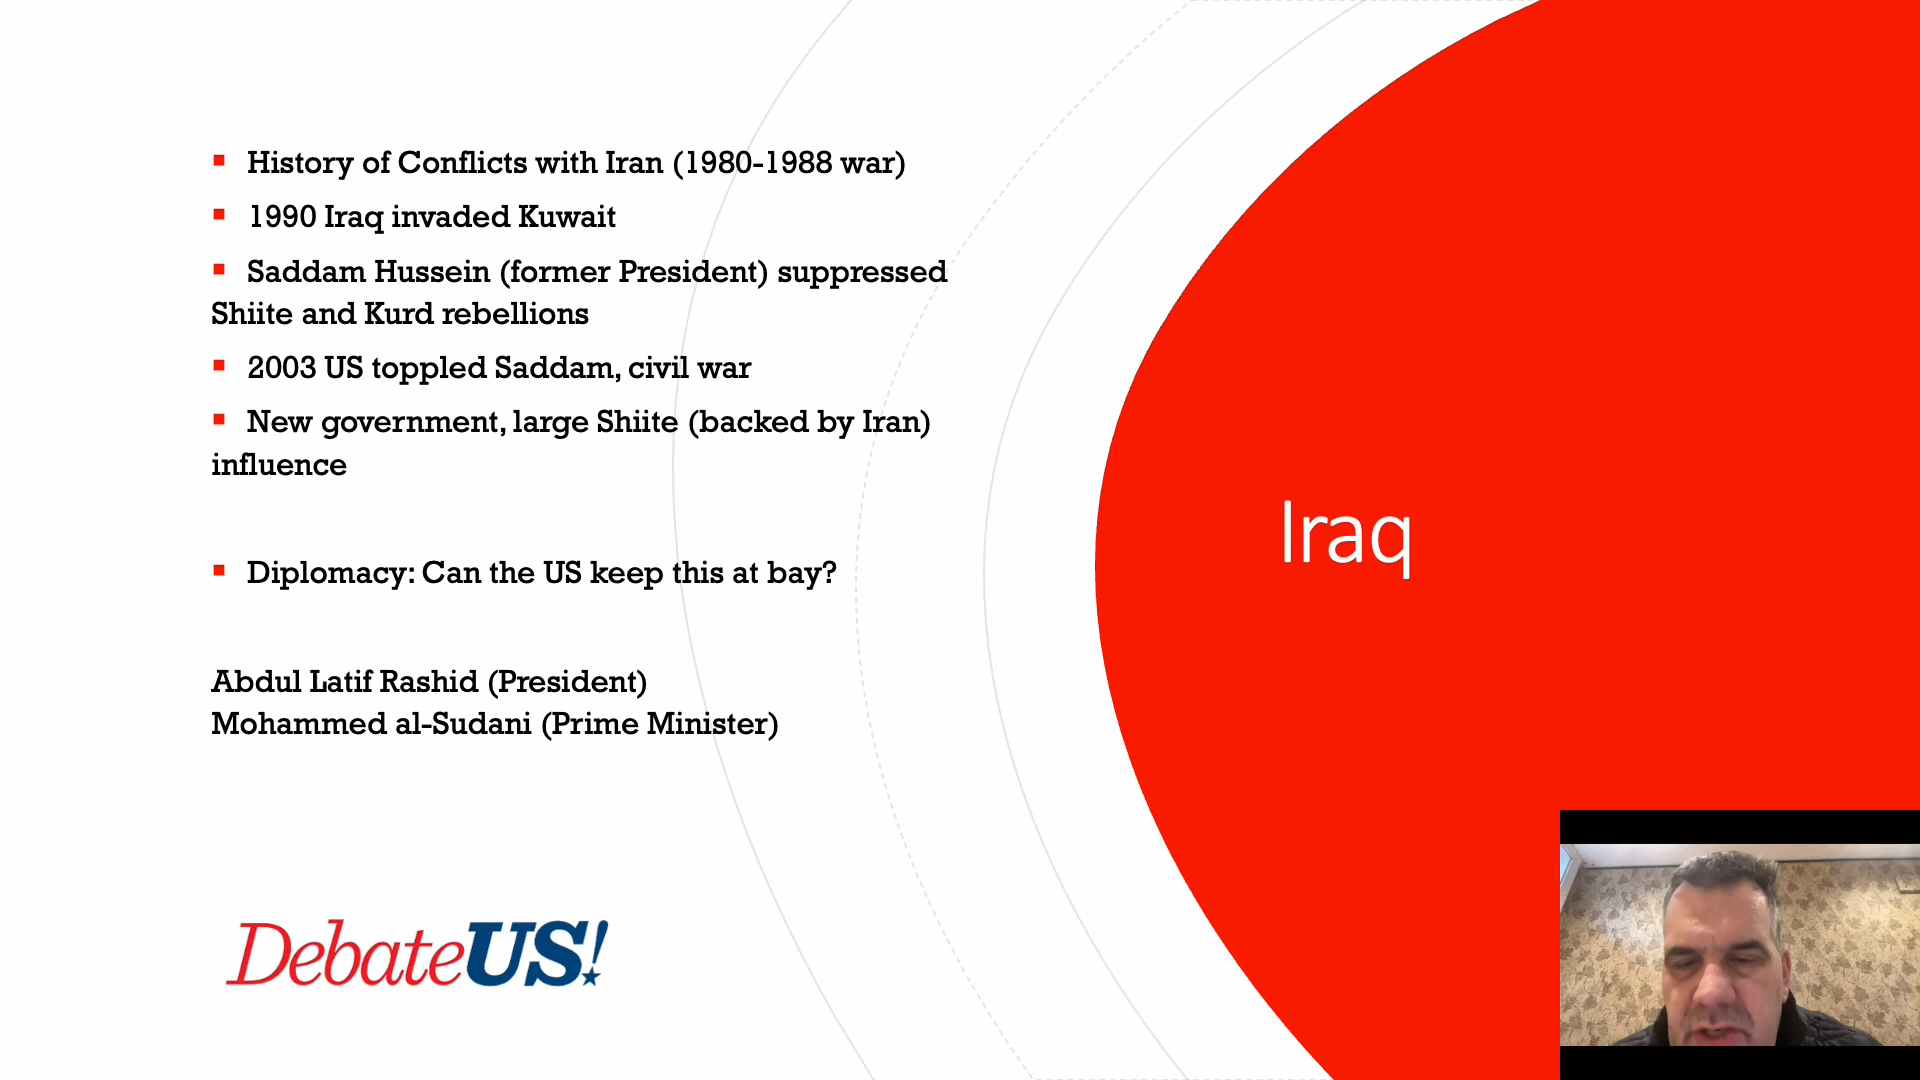 ▪ History of Conflicts with Iran (1980-1988 war)
▪ 1990 Iraq invaded Kuwait
▪ Saddam Hussein (former President) suppressed
Shiite and Kurd rebellions
▪ 2003 US toppled Saddam, civil war
▪ New government, large Shiite (backed by Iran)
influence
▪ Diplomacy: Can the US keep this at bay?
Abdul Latif Rashid (President)
Mohammed al-Sudani (Prime Minister)
Iraq
DebateUS!